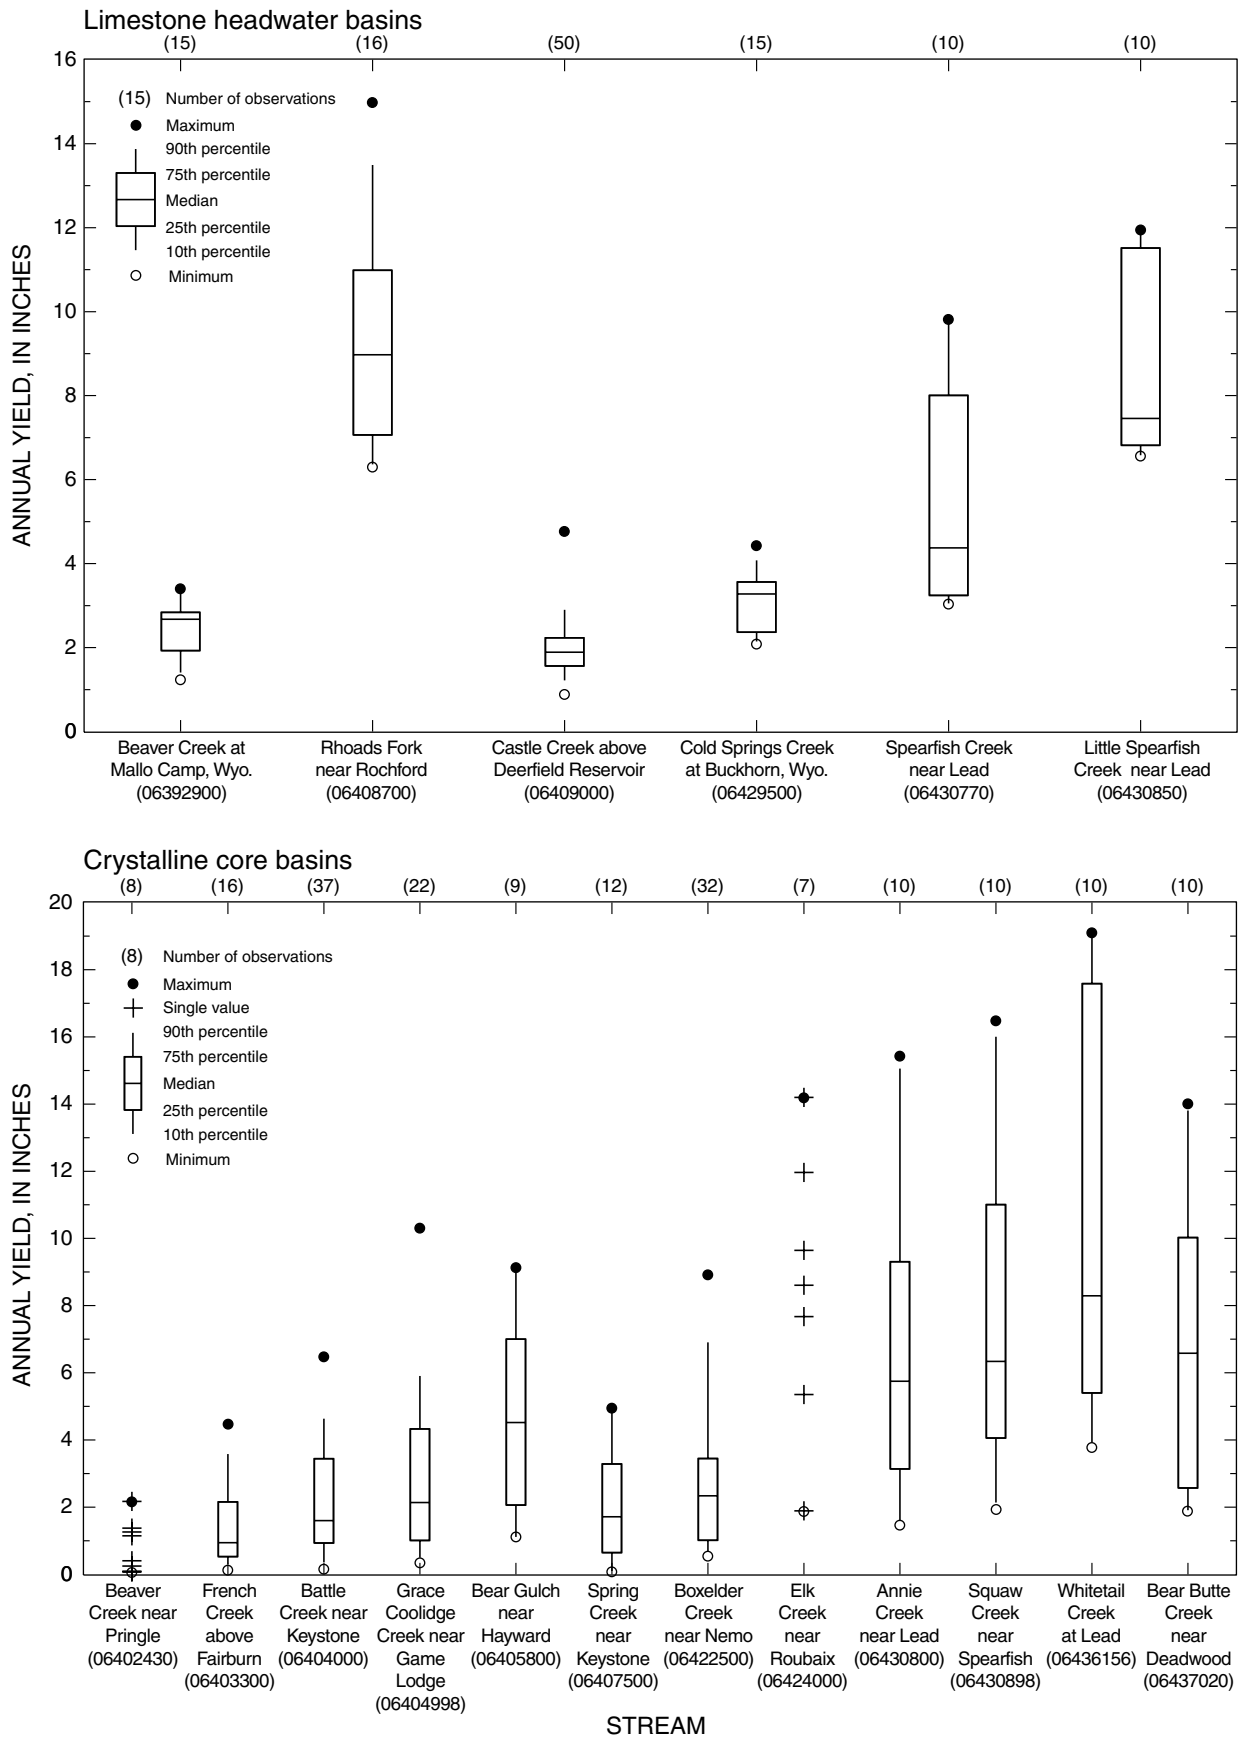 Limestone headwater basins
(15) (16) (50) (15) (10) (10)
16
14
12
10
8
6
4
2
0
ANNUAL YIELD, IN INCHES
(15) Number of observations
Maximum
90th percentile
75th percentile
Median
25th percentile
10th percentile
Minimum
Beaver Creek at
Mallo Camp, Wyo.
(06392900)
Rhoads Fork
near Rochford
(06408700)
Castle Creek above
Deerfield Reservoir
(06409000)
Cold Springs Creek
at Buckhorn, Wyo.
(06429500)
Spearfish Creek
near Lead
(06430770)
Little Spearfish
Creek near Lead
(06430850)
Crystalline core basins
(8) (16) (37) (22) (9) (12) (32) (7) (10) (10) (10) (10)
20
18
16
14
12
10
8
6
4
2
0
ANNUAL YIELD, IN INCHES
(8) Number of observations
Maximum
Single value
90th percentile
75th percentile
Median
25th percentile
10th percentile
Minimum
Beaver
Creek near
Pringle
(06402430)
French
Creek
above
Fairburn
(06403300)
Battle
Creek near
Keystone
(06404000)
Grace
Coolidge
Creek near
Game
Lodge
(06404998)
Bear Gulch
near
Hayward
(06405800)
Spring
Creek
near
Keystone
(06407500)
Boxelder
Creek
near Nemo
(06422500)
Elk
Creek
near
Roubaix
(06424000)
Annie
Creek
near Lead
(06430800)
Squaw
Creek
near
Spearfish
(06430898)
Whitetail
Creek
at Lead
(06436156)
Bear Butte
Creek
near
Deadwood
(06437020)
STREAM